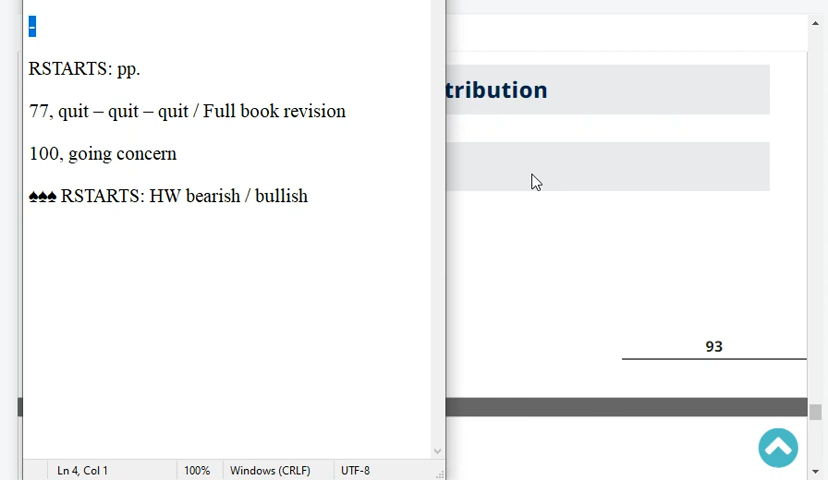 -
RSTARTS: pp.
77, quit – quit – quit / Full book revision
100, going concern
♠♠♠ RSTARTS: HW bearish / bullish
Ln 4, Col 1
100%
Windows (CRLF)
UTF-8
tribution
93